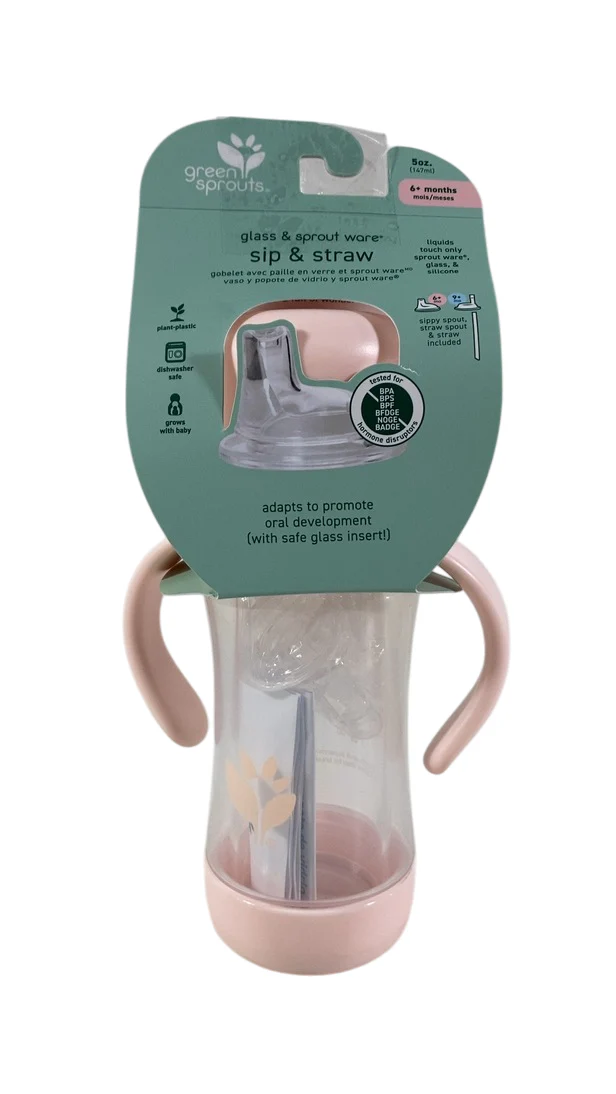 green
sprouts
5oz.
(147ml)
6+ months
mois/meses
glass & sprout ware®
sip & straw
gobelet avec paille en verre et sprout wareMD
vaso y popote de vidrio y sprout ware®
liquids
touch only
sprout ware®,
glass, &
silicone
6+
mo
9+
mo
sippy spout,
straw spout
& straw
included
plant-plastic
dishwasher
safe
grows
with baby
tested for
BPA
BPS
BPF
BFDGE
NOGE
BADGE
hormone disruptors
adapts to promote
oral development
(with safe glass insert!)